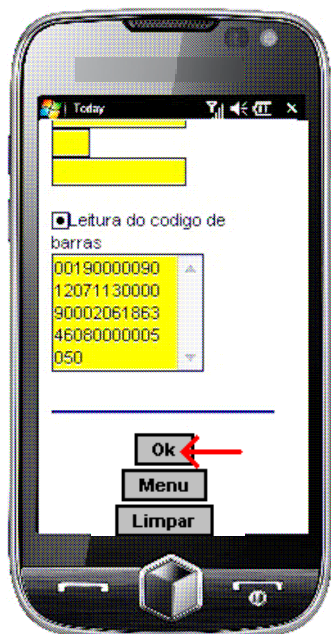 Today
Leitura do codigo de
barras
00190000090
12071130000
90002061863
46080000005
050
Ok
Menu
Limpar